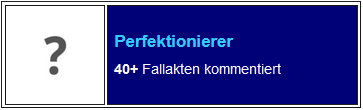 ?
Perfektionierer
40+ Fallakten kommentiert